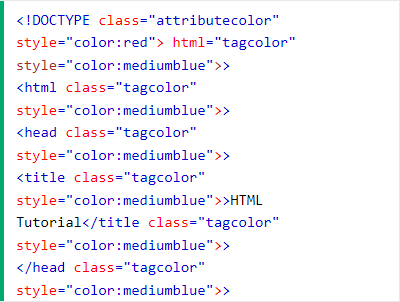 <!DOCTYPE class="attributecolor"
style="color:red"> html="tagcolor"
style="color:mediumblue">>
<html class="tagcolor"
style="color:mediumblue">>
<head class="tagcolor"
style="color:mediumblue">>
<title class="tagcolor"
style="color:mediumblue">>HTML
Tutorial</title class="tagcolor"
style="color:mediumblue">>
</head class="tagcolor"
style="color:mediumblue">>